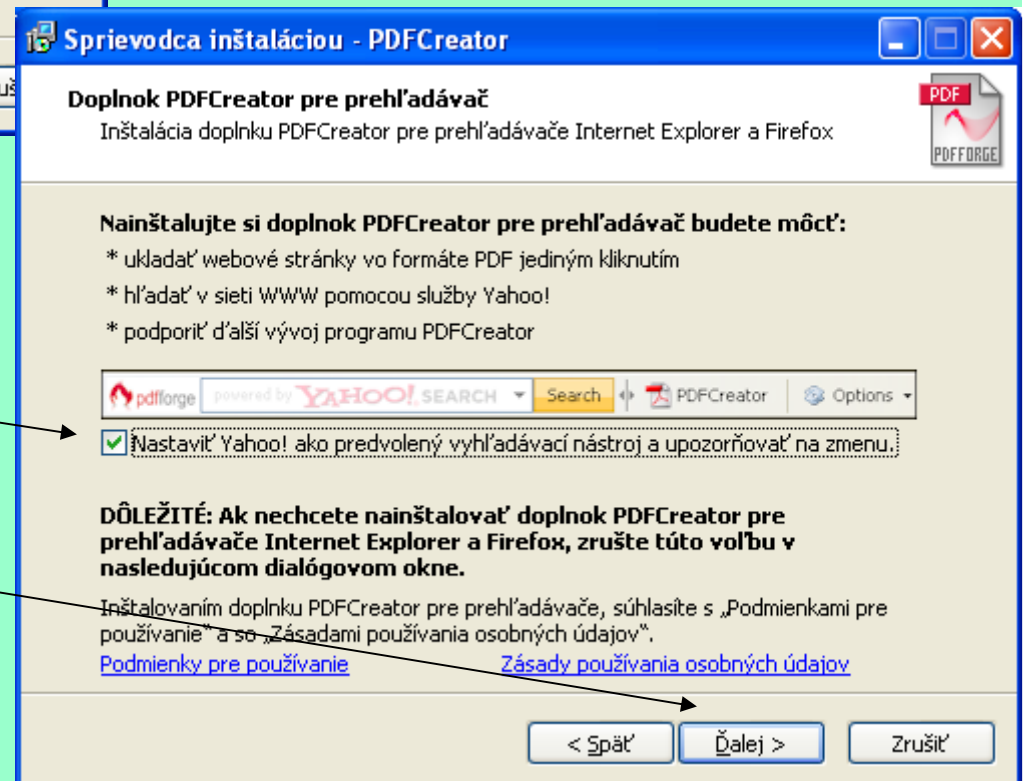 uš
Sprievodca inštaláciou - PDFCreator
Doplnok PDFCreator pre prehľadávač
Inštalácia doplnku PDFCreator pre prehľadávače Internet Explorer a Firefox
PDF
PDFFORGE
Nainštalujte si doplnok PDFCreator pre prehľadávač budete môcť:
* ukladať webové stránky vo formáte PDF jediným kliknutím
* hľadať v sieti WWW pomocou služby Yahoo!
* podporiť ďalší vývoj programu PDFCreator
pdfforge powered by YAHOO! SEARCH Search PDFCreator Options
Nastaviť Yahoo! ako predvolený vyhľadávací nástroj a upozorňovať na zmenu.
DÔLEŽITÉ: Ak nechcete nainštalovať doplnok PDFCreator pre
prehľadávače Internet Explorer a Firefox, zrušte túto voľbu v
nasledujúcom dialógovom okne.
Inštalovaním doplnku PDFCreator pre prehľadávače, súhlasíte s „Podmienkami pre
používanie“ a so „Zásadami používania osobných údajov“.
Podmienky pre používanie Zásady používania osobných údajov
< Späť Ďalej > Zrušiť